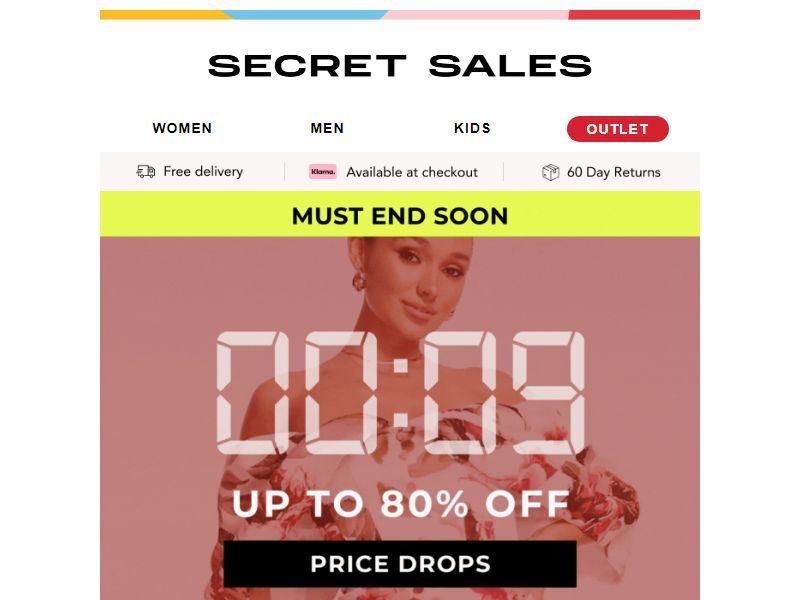 SECRET SALES
WOMEN MEN KIDS OUTLET
Free delivery Klarna. Available at checkout 60 Day Returns
MUST END SOON
00:09
UP TO 80% OFF
PRICE DROPS